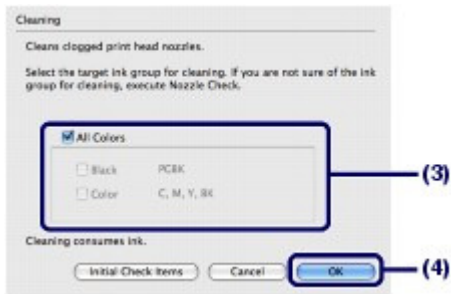 Cleaning
Cleans clogged print head nozzles.
Select the target ink group for cleaning. If you are not sure of the ink
group for cleaning, execute Nozzle Check.
All Colors
Black PGBK
Color C, M, Y, BK
(3)
Cleaning consumes ink.
Initial Check Items Cancel OK
(4)